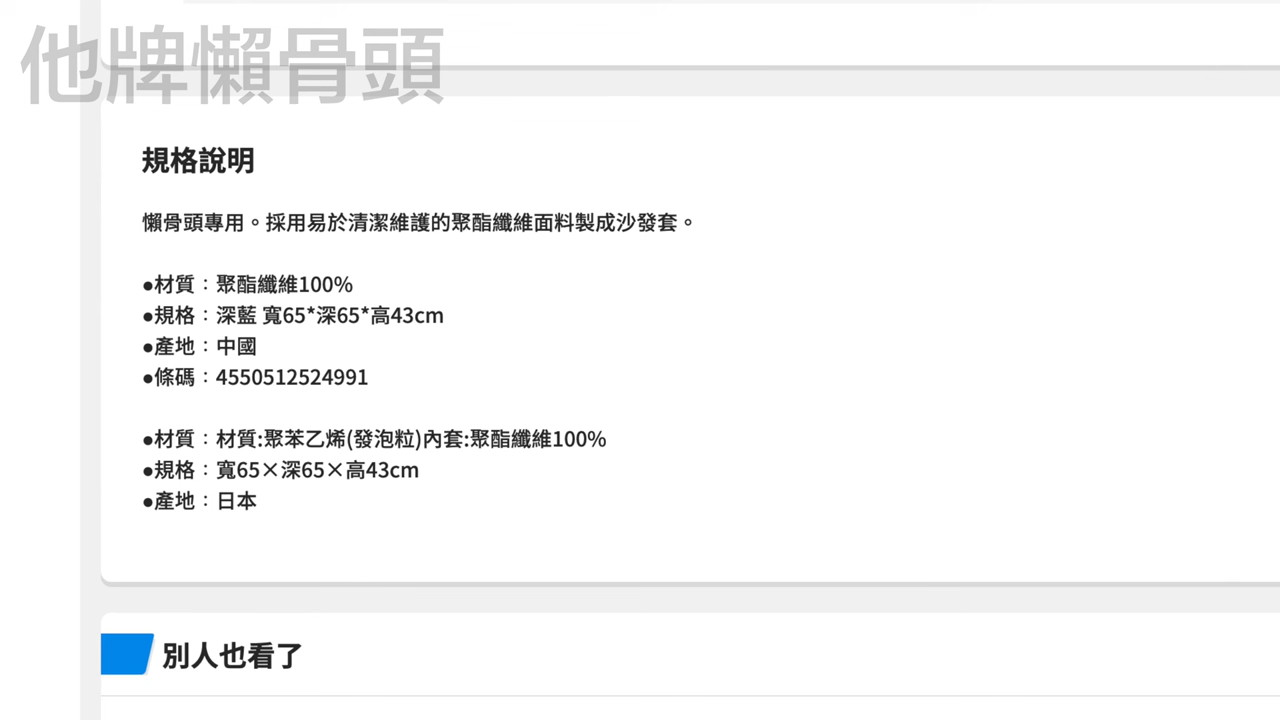 他牌懶骨頭
規格說明
懶骨頭專用。採用易於清潔維護的聚酯纖維面料製成沙發套。
●材質：聚酯纖維100%
●規格：深藍 寬65*深65*高43cm
●產地：中國
●條碼：4550512524991
●材質：材質:聚苯乙烯(發泡粒)內套:聚酯纖維100%
●規格：寬65×深65×高43cm
●產地：日本
別人也看了